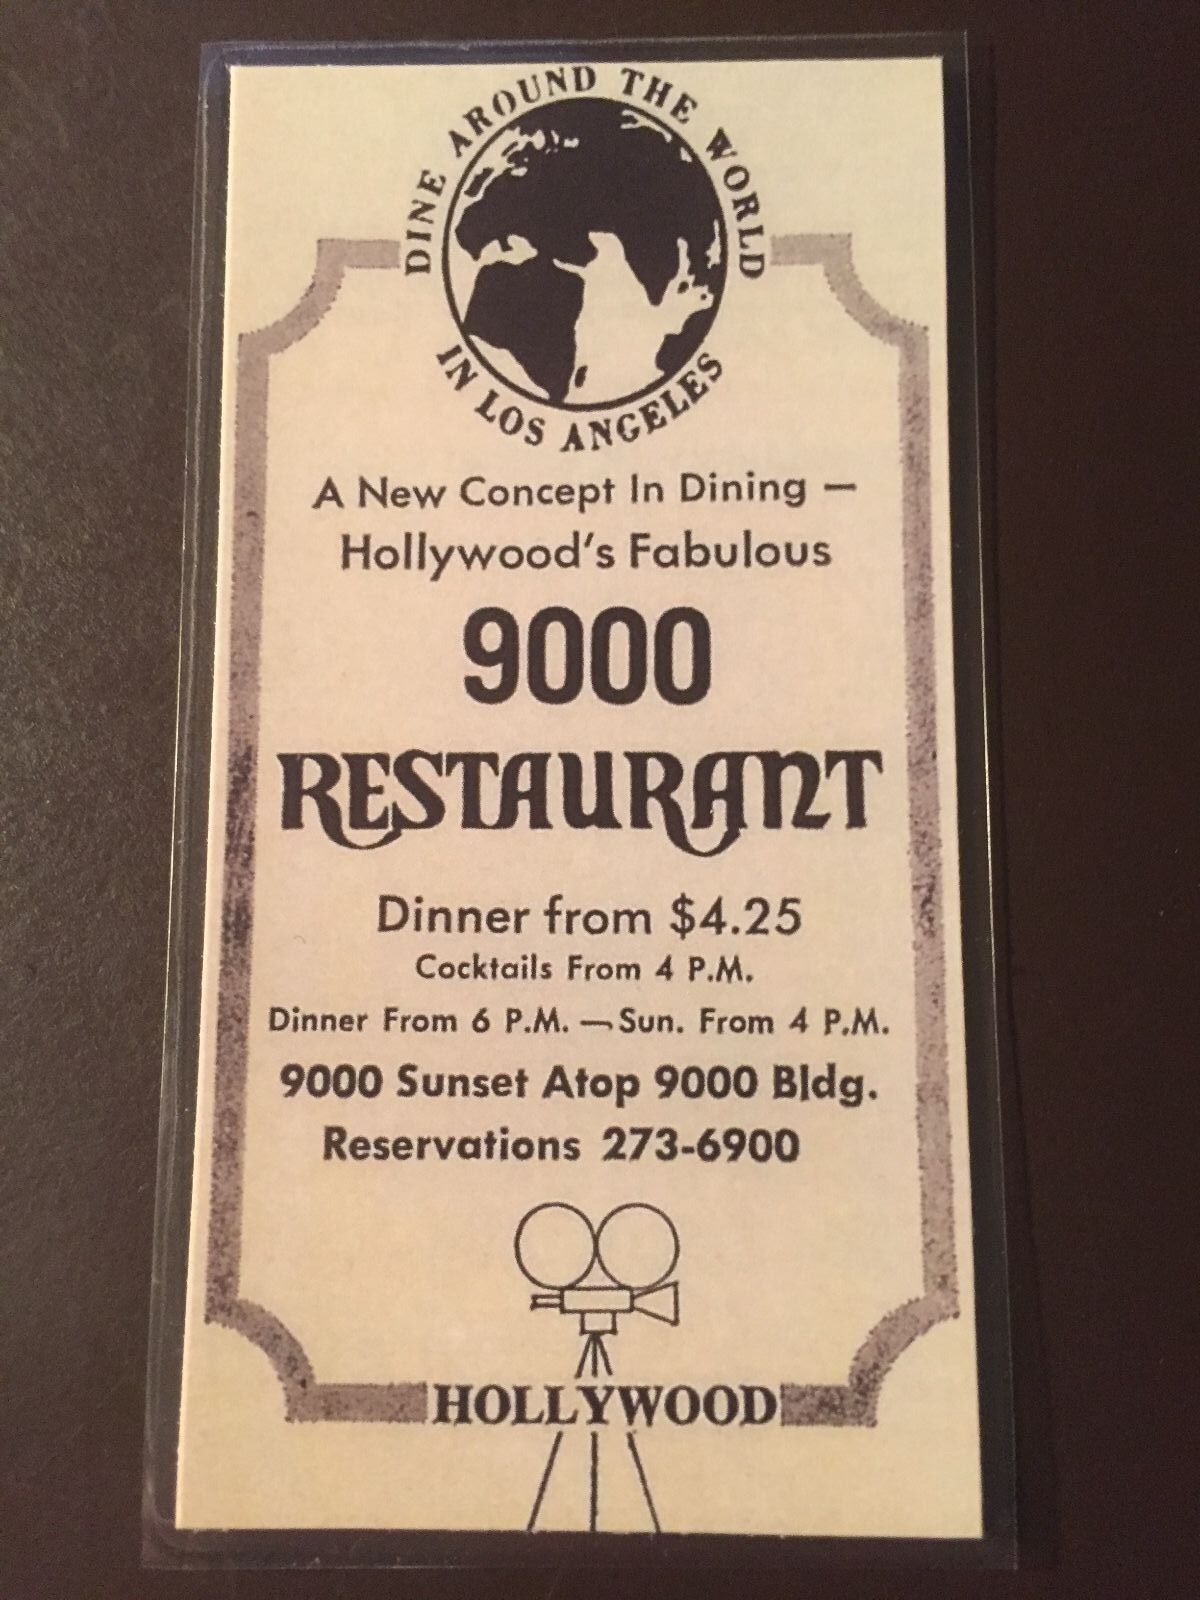 DINE AROUND THE WORLD
IN LOS ANGELES
A New Concept In Dining —
Hollywood's Fabulous
9000
RESTAURANT
Dinner from $4.25
Cocktails From 4 P.M.
Dinner From 6 P.M. — Sun. From 4 P.M.
9000 Sunset Atop 9000 Bldg.
Reservations 273-6900
HOLLYWOOD